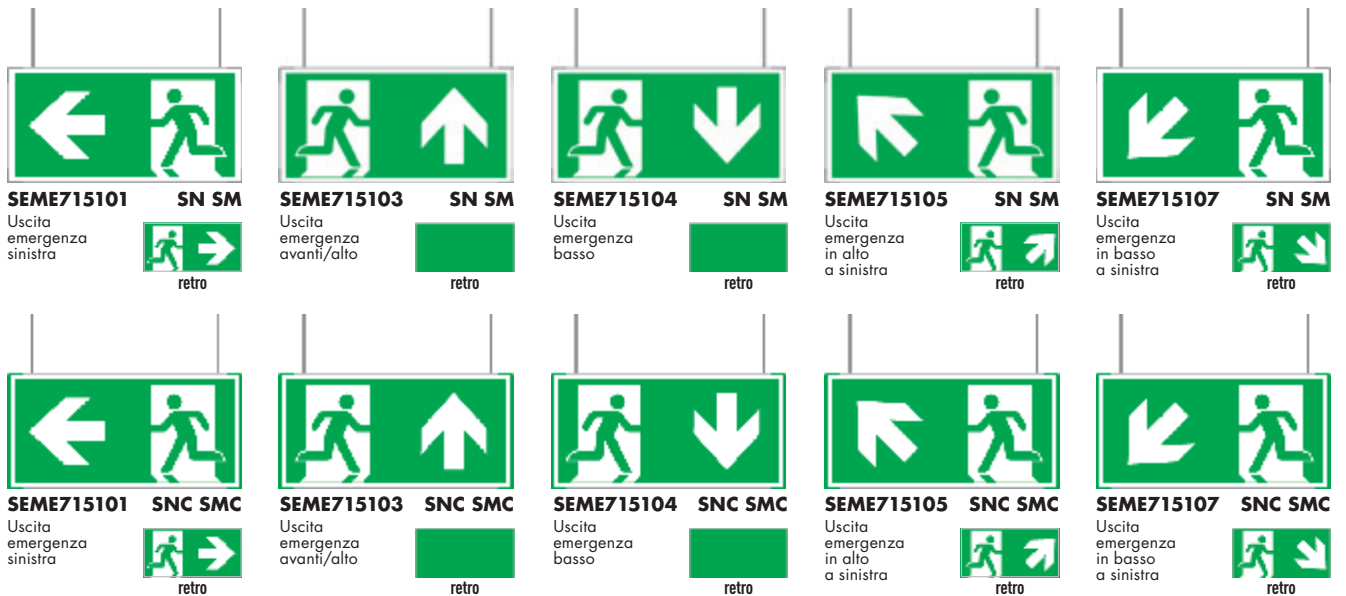 SEME715101 SN SM
Uscita
emergenza
sinistra
retro
SEME715103 SN SM
Uscita
emergenza
avanti/alto
retro
SEME715104 SN SM
Uscita
emergenza
basso
retro
SEME715105 SN SM
Uscita
emergenza
in alto
a sinistra
retro
SEME715107 SN SM
Uscita
emergenza
in basso
a sinistra
retro
SEME715101 SNC SMC
Uscita
emergenza
sinistra
retro
SEME715103 SNC SMC
Uscita
emergenza
avanti/alto
retro
SEME715104 SNC SMC
Uscita
emergenza
basso
retro
SEME715105 SNC SMC
Uscita
emergenza
in alto
a sinistra
retro
SEME715107 SNC SMC
Uscita
emergenza
in basso
a sinistra
retro